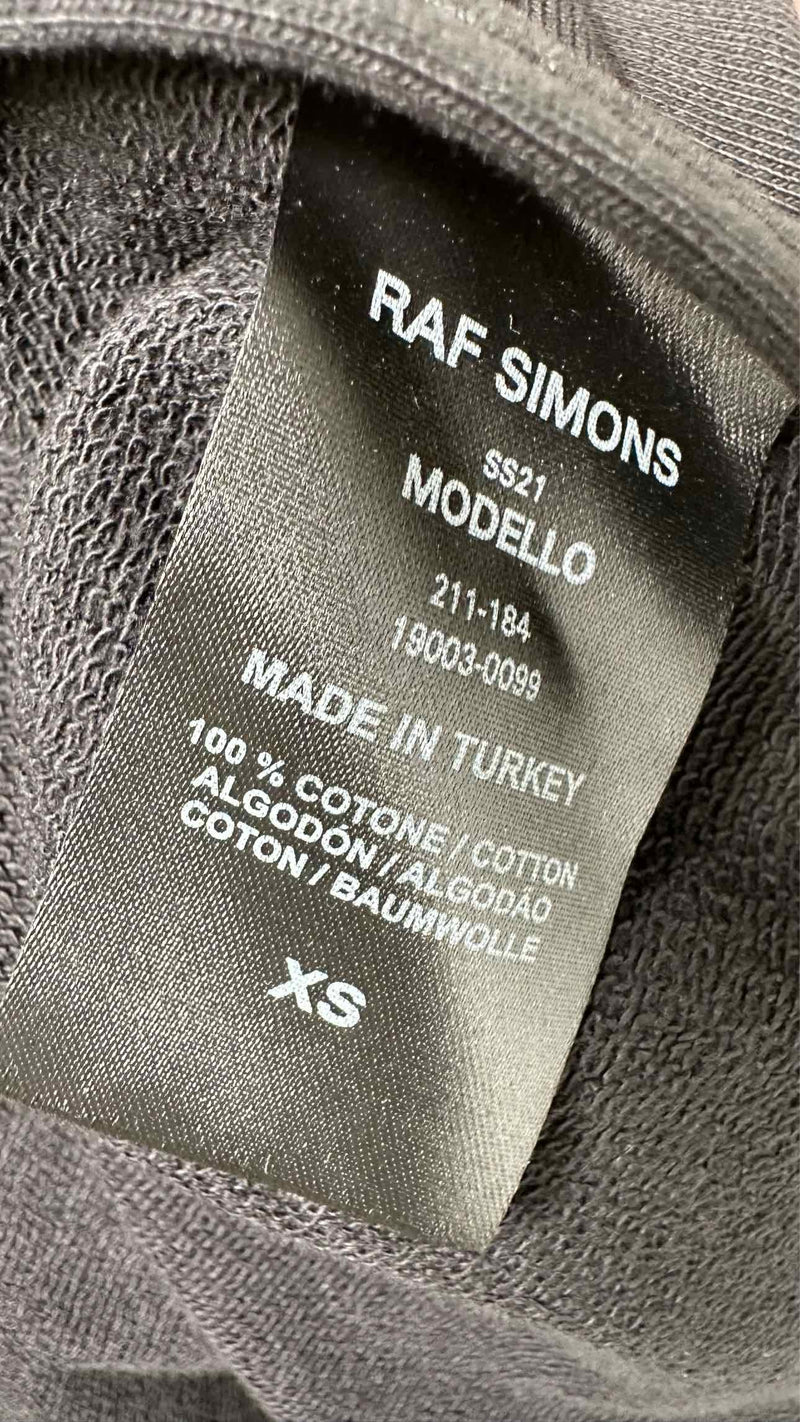 RAF SIMONS
SS21
MODELLO
211-184
19003-0099
MADE IN TURKEY
100 % COTONE / COTTON
ALGODÓN / ALGODÃO
COTON / BAUMWOLLE
XS